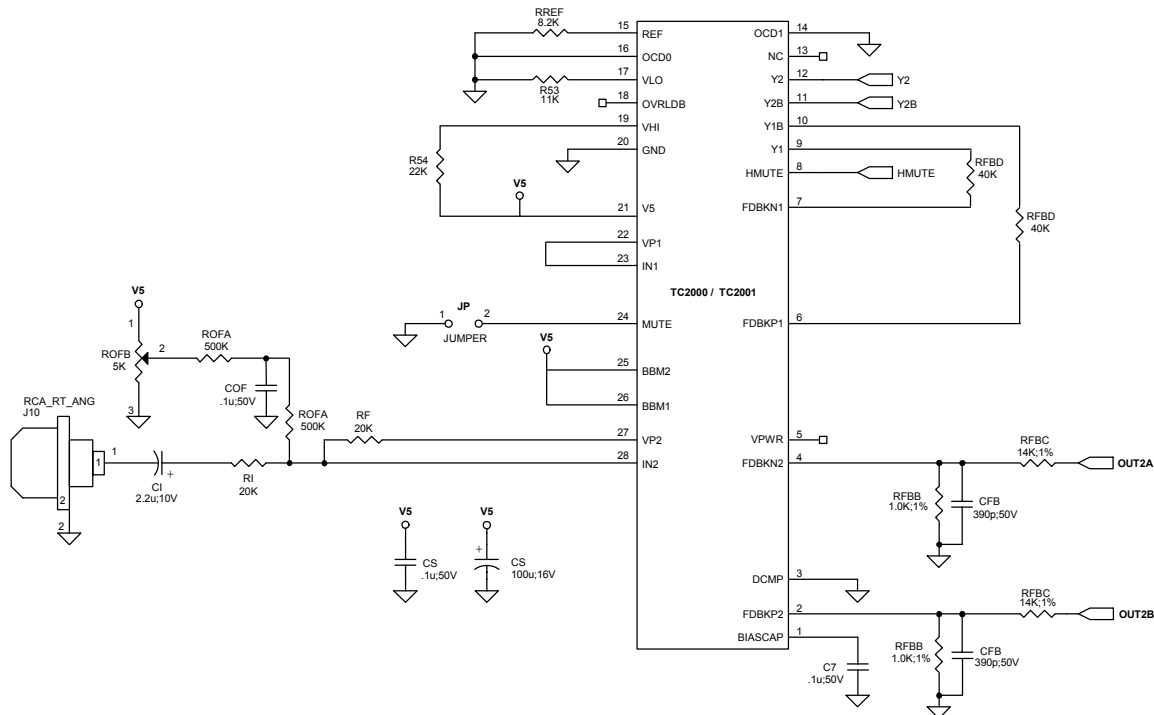 RREF
8.2K
15
REF
OCD1
14
16
OCD0
NC
13
17
VLO
Y2
12
Y2
R53
11K
18
OVRLDB
Y2B
11
Y2B
19
VHI
Y1B
10
20
GND
Y1
9
R54
22K
HMUTE
8
HMUTE
RFBD
40K
V5
21
V5
FDBKN1
7
RFBD
40K
22
VP1
23
IN1
TC2000 / TC2001
V5
JP
1
2
JUMPER
24
MUTE
FDBKP1
6
1
ROFB
5K
2
3
ROFA
500K
V5
25
BBM2
COF
.1u;50V
ROFA
500K
26
BBM1
RCA_RT_ANG
J10
RF
20K
27
VP2
VPWR
5
1
1
2
2
CI
2.2u;10V
+
RI
20K
28
IN2
FDBKN2
4
RFBC
14K;1%
OUT2A
RFBB
1.0K;1%
CFB
390p;50V
V5
CS
.1u;50V
V5
+
CS
100u;16V
DCMP
3
FDBKP2
2
RFBC
14K;1%
OUT2B
BIASCAP
1
C7
.1u;50V
RFBB
1.0K;1%
CFB
390p;50V